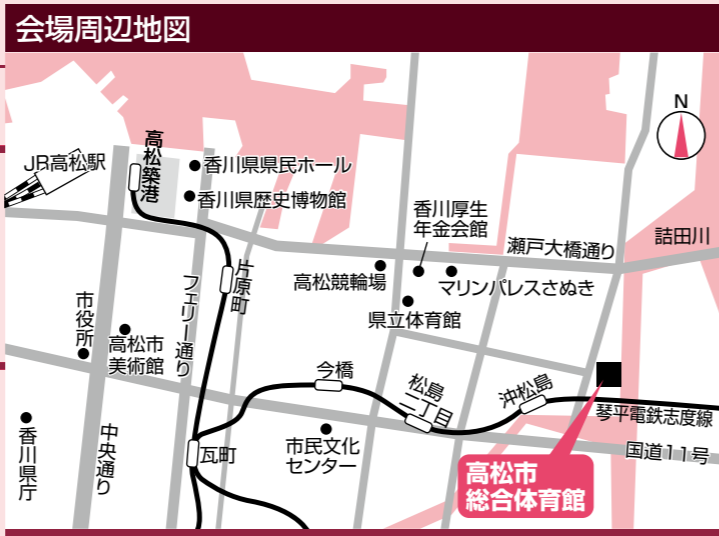 会場周辺地図
N
JR高松駅
高松築港
香川県県民ホール
香川県歴史博物館
香川厚生
年金会館
瀬戸大橋通り
詰田川
高松競輪場
マリンパレスさぬき
県立体育館
片原町
フェリー通り
市役所
高松市
美術館
今橋
松島
二丁目
沖松島
琴平電鉄志度線
香川県庁
中央通り
瓦町
市民文化
センター
国道11号
高松市
総合体育館